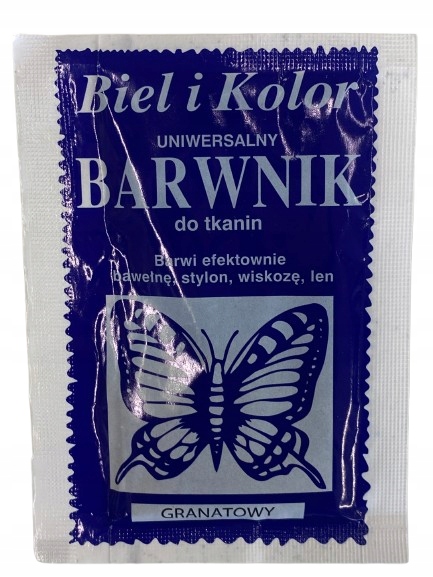 Biel i Kolor
UNIWERSALNY
BARWNIK
do tkanin
Barwi efektownie
bawełnę, stylon, wiskozę, len
GRANATOWY